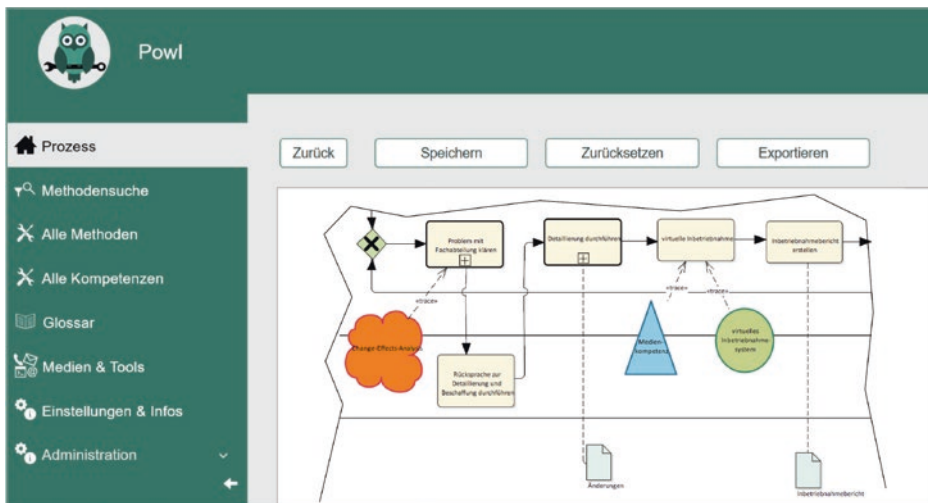 Powl
Prozess
Methodensuche
Alle Methoden
Alle Kompetenzen
Glossar
Medien & Tools
Einstellungen & Infos
Administration
Zurück
Speichern
Zurücksetzen
Exportieren
Problem mit
Fachabteilung klären
Detaillierung durchführen
virtuelle Inbetriebnahme
Inbetriebnahmebericht
erstellen
«trace»
«trace»
«trace»
Change-Effects-Analysis
Medien-
kompetenz
virtuelles
Inbetriebnahme-
system
Rücksprache zur
Detaillierung und
Beschaffung durchführen
Änderungen
Inbetriebnahmebericht